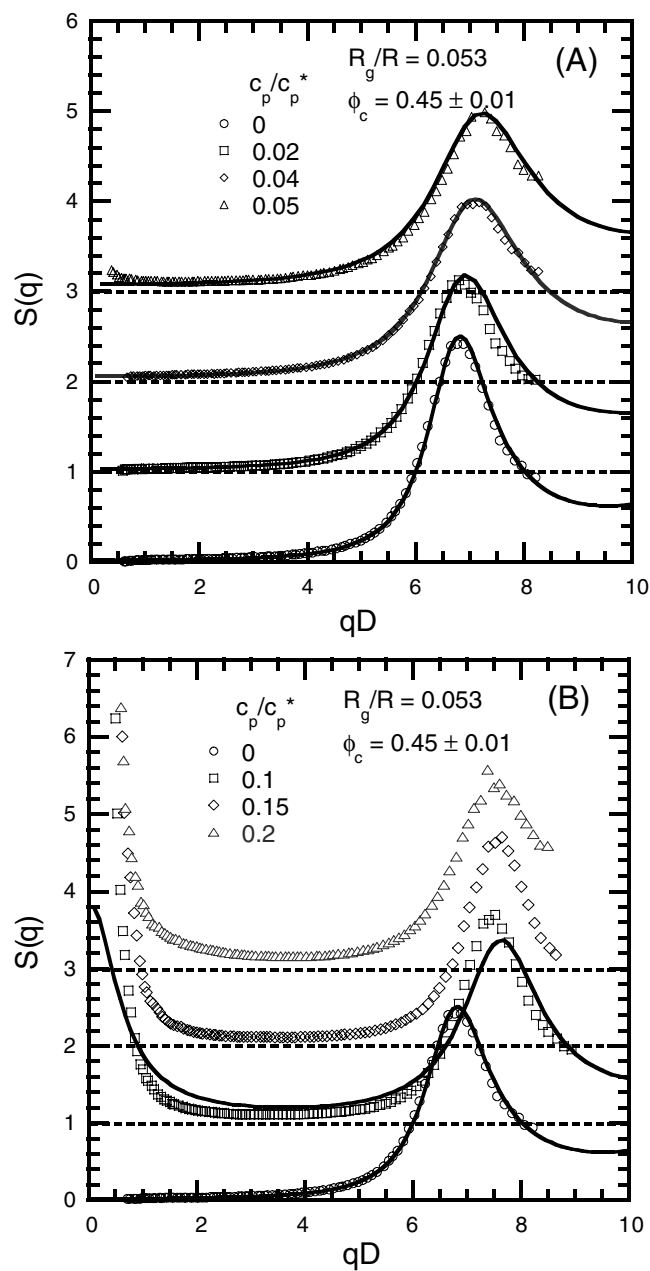 6
5
4
3
2
1
0
S(q)
(A)
R_g/R = 0.053
ϕ_c = 0.45 ± 0.01
c_p/c_p*
0
0.02
0.04
0.05
0 2 4 6 8 10
qD
7
6
5
4
3
2
1
0
S(q)
(B)
R_g/R = 0.053
ϕ_c = 0.45 ± 0.01
c_p/c_p*
0
0.1
0.15
0.2
0 2 4 6 8 10
qD